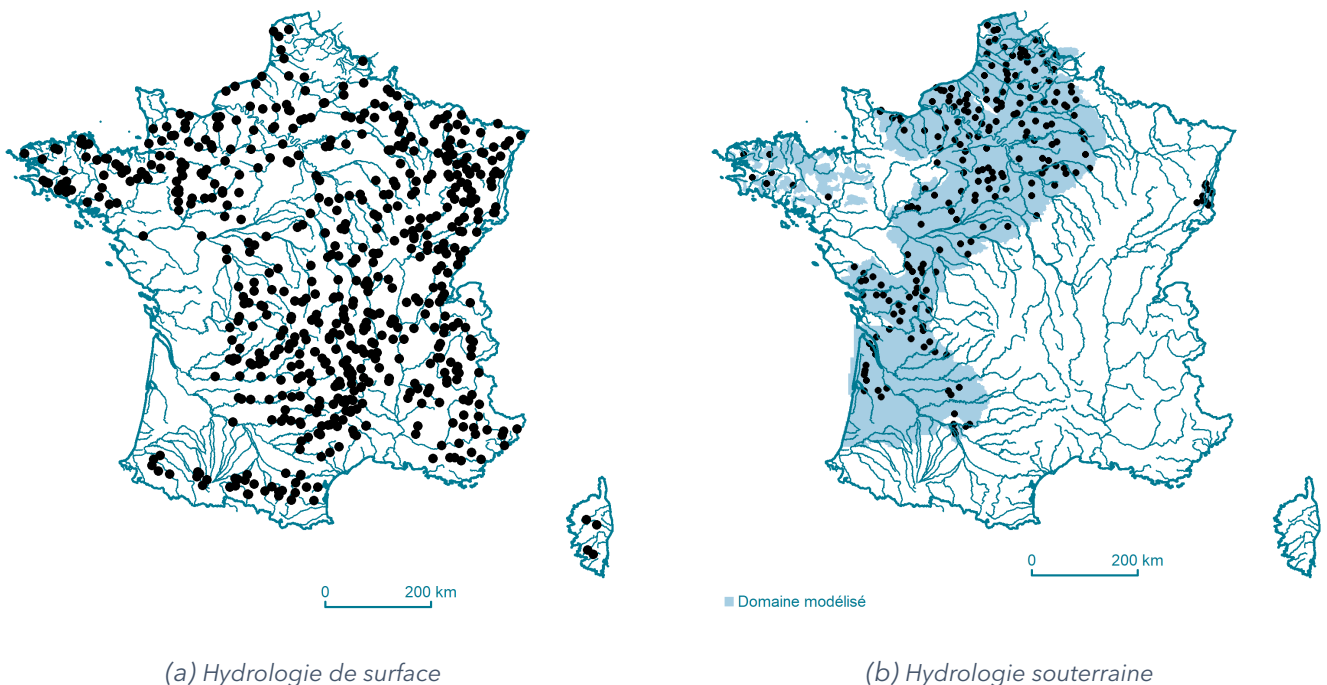 0 200 km
(a) Hydrologie de surface
0 200 km
Domaine modélisé
(b) Hydrologie souterraine